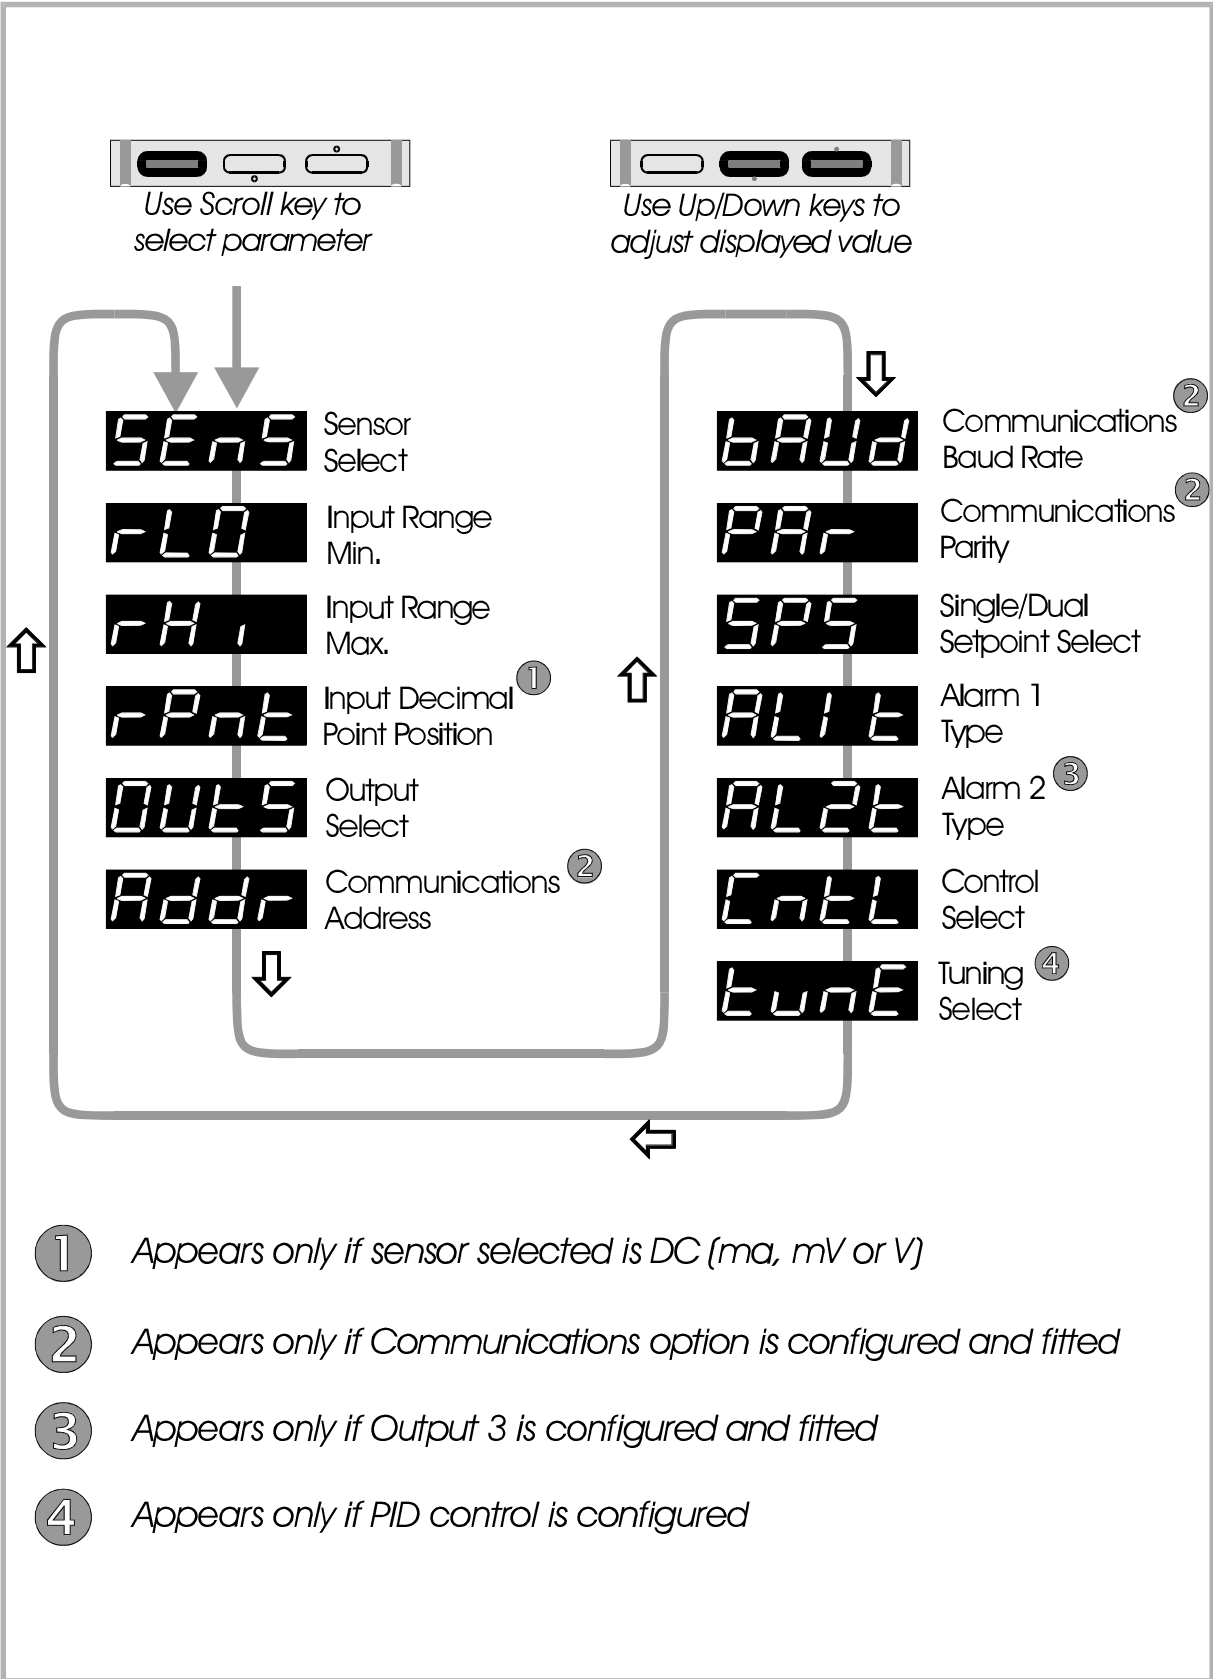 Use Scroll key to
select parameter
Use Up/Down keys to
adjust displayed value
SEnS
Sensor
Select
rLO
Input Range
Min.
rHi
Input Range
Max.
rPnt
Input Decimal 1
Point Position
OUtS
Output
Select
Addr
Communications 2
Address
bAUd
Communications 2
Baud Rate
PAr
Communications 2
Parity
SPS
Single/Dual
Setpoint Select
AL1t
Alarm 1
Type
AL2t
Alarm 2 3
Type
CntL
Control
Select
tunE
Tuning 4
Select
1 Appears only if sensor selected is DC (ma, mV or V)
2 Appears only if Communications option is configured and fitted
3 Appears only if Output 3 is configured and fitted
4 Appears only if PID control is configured